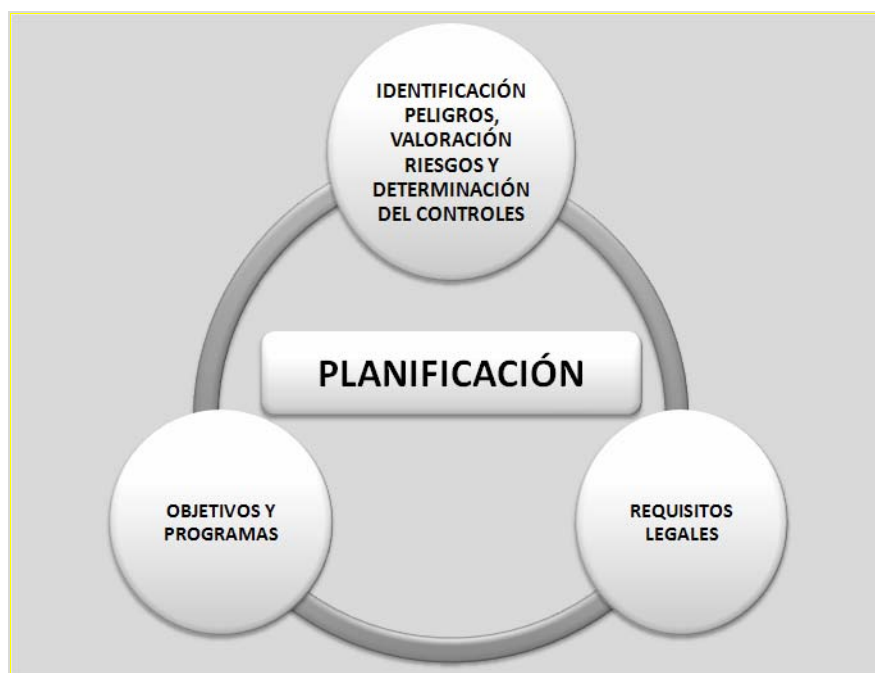 IDENTIFICACIÓN
PELIGROS,
VALORACIÓN
RIESGOS Y
DETERMINACIÓN
DEL CONTROLES
PLANIFICACIÓN
OBJETIVOS Y
PROGRAMAS
REQUISITOS
LEGALES